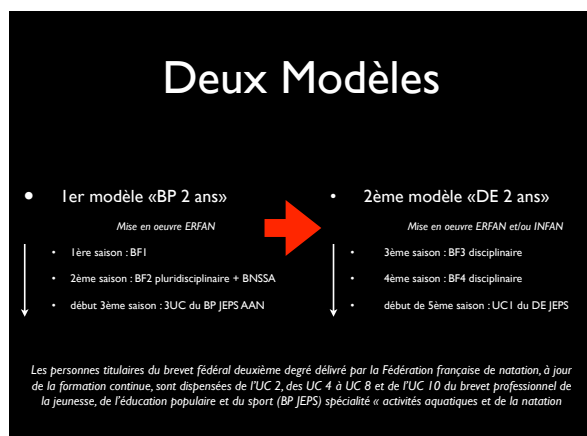 Deux Modèles
1er modèle «BP 2 ans»
Mise en oeuvre ERFAN
1ère saison : BF1
2ème saison : BF2 pluridisciplinaire + BNSSA
début 3ème saison : 3UC du BP JEPS AAN
2ème modèle «DE 2 ans»
Mise en oeuvre ERFAN et/ou INFAN
3ème saison : BF3 disciplinaire
4ème saison : BF4 disciplinaire
début de 5ème saison : UC1 du DE JEPS
Les personnes titulaires du brevet fédéral deuxième degré délivré par la Fédération française de natation, à jour
de la formation continue, sont dispensées de l'UC 2, des UC 4 à UC 8 et de l'UC 10 du brevet professionnel de
la jeunesse, de l'éducation populaire et du sport (BP JEPS) spécialité « activités aquatiques et de la natation